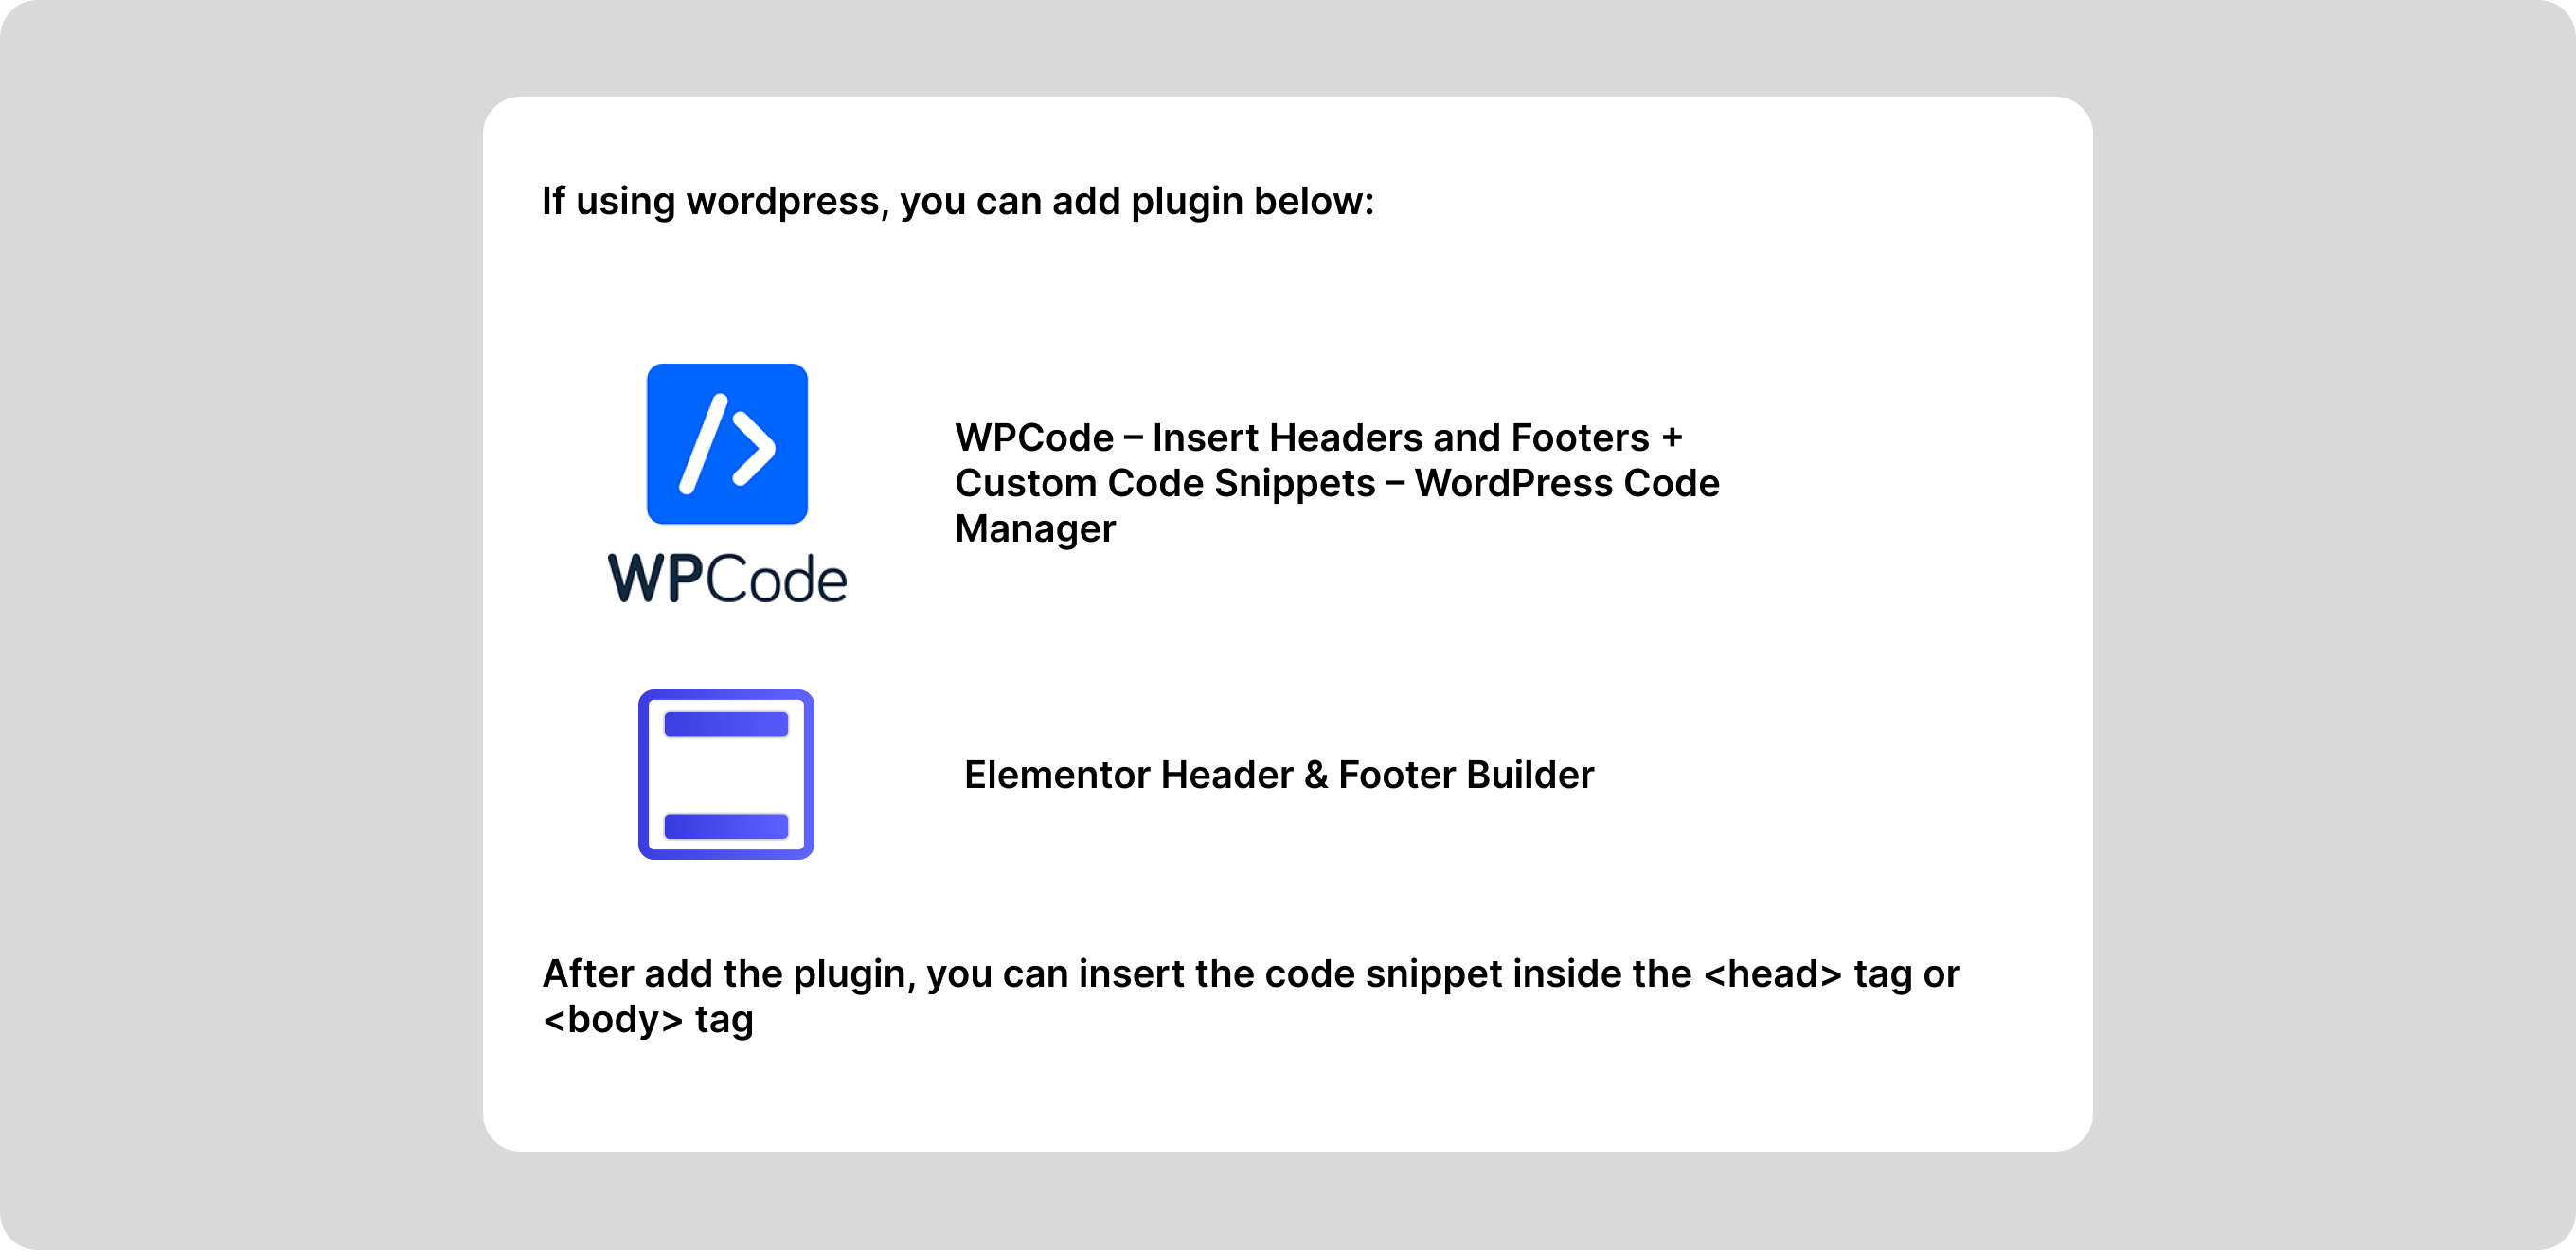 If using wordpress, you can add plugin below:
WPCode – Insert Headers and Footers +
Custom Code Snippets – WordPress Code
Manager
WPCode
Elementor Header & Footer Builder
After add the plugin, you can insert the code snippet inside the <head> tag or
<body> tag